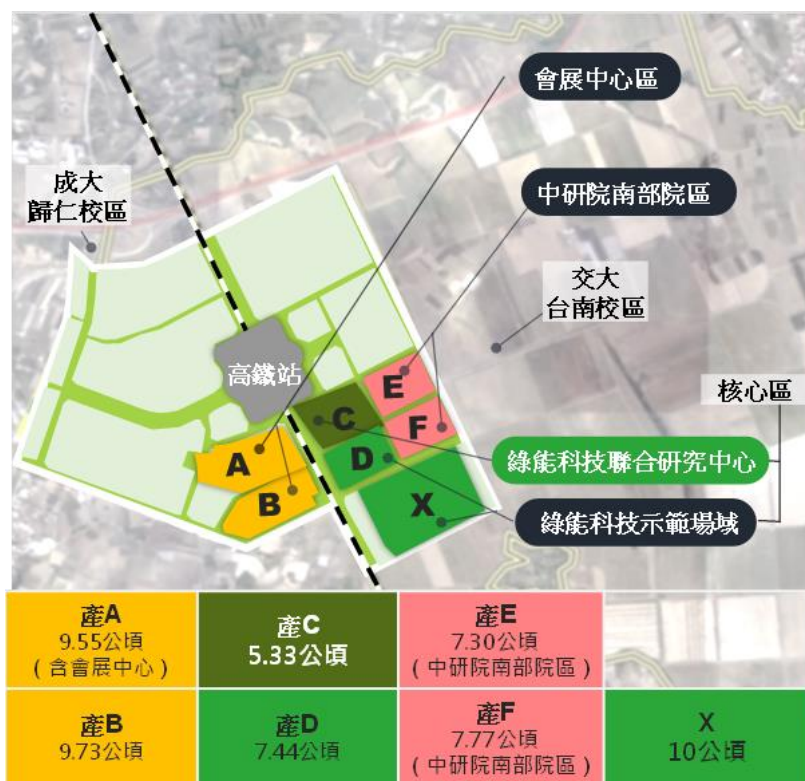 會展中心區
中研院南部院區
成大
歸仁校區
交大
台南校區
高鐵站
核心區
E
C
F
A
D
B
X
綠能科技聯合研究中心
綠能科技示範場域
產A
9.55公頃
(含會展中心)
產C
5.33公頃
產E
7.30公頃
(中研院南部院區)
產B
9.73公頃
產D
7.44公頃
產F
7.77公頃
(中研院南部院區)
X
10公頃